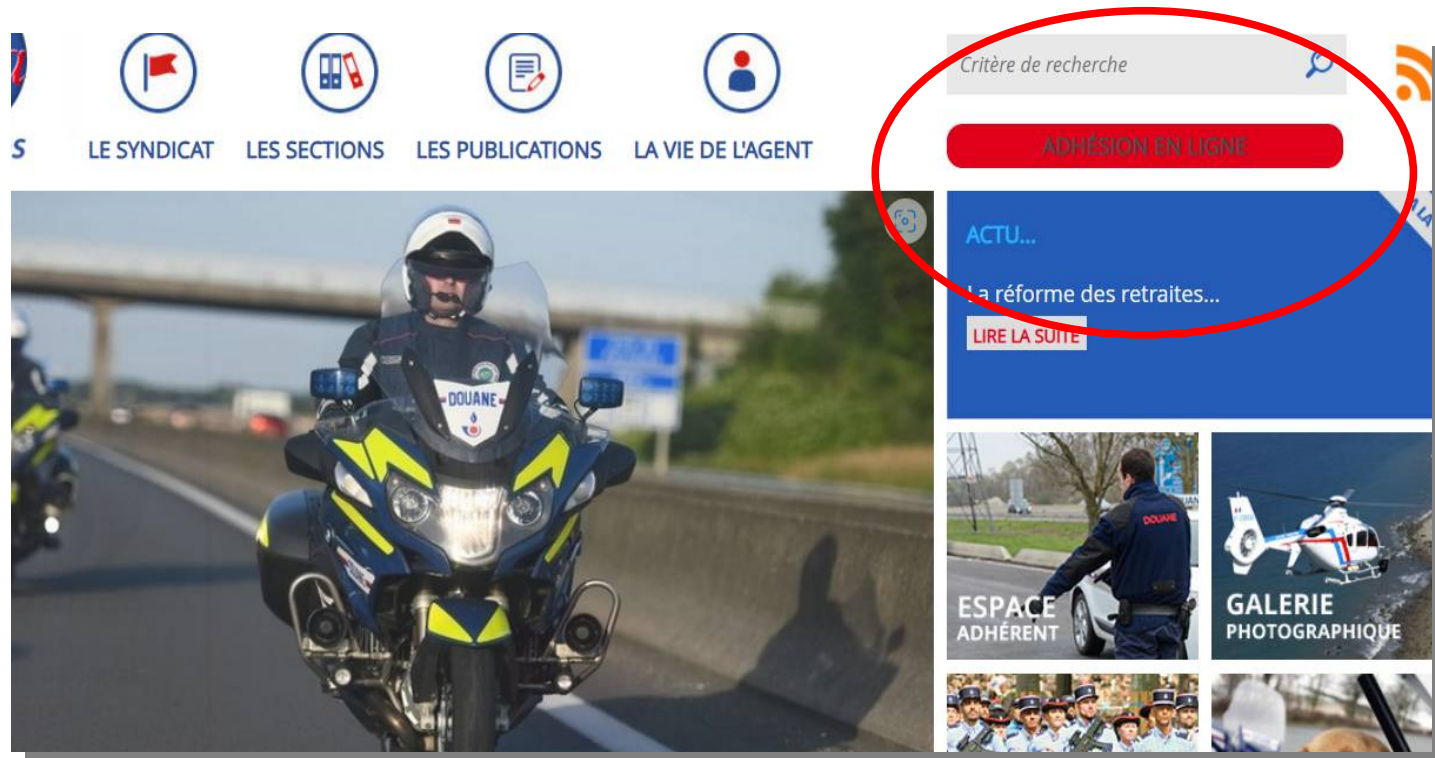 Critère de recherche
S
LE SYNDICAT
LES SECTIONS
LES PUBLICATIONS
LA VIE DE L'AGENT
ADHÉSION EN LIGNE
ACTU...
La réforme des retraites...
LIRE LA SUITE
DOUANE
DOUANE
ESPACE
ADHÉRENT
GALERIE
PHOTOGRAPHIQUE